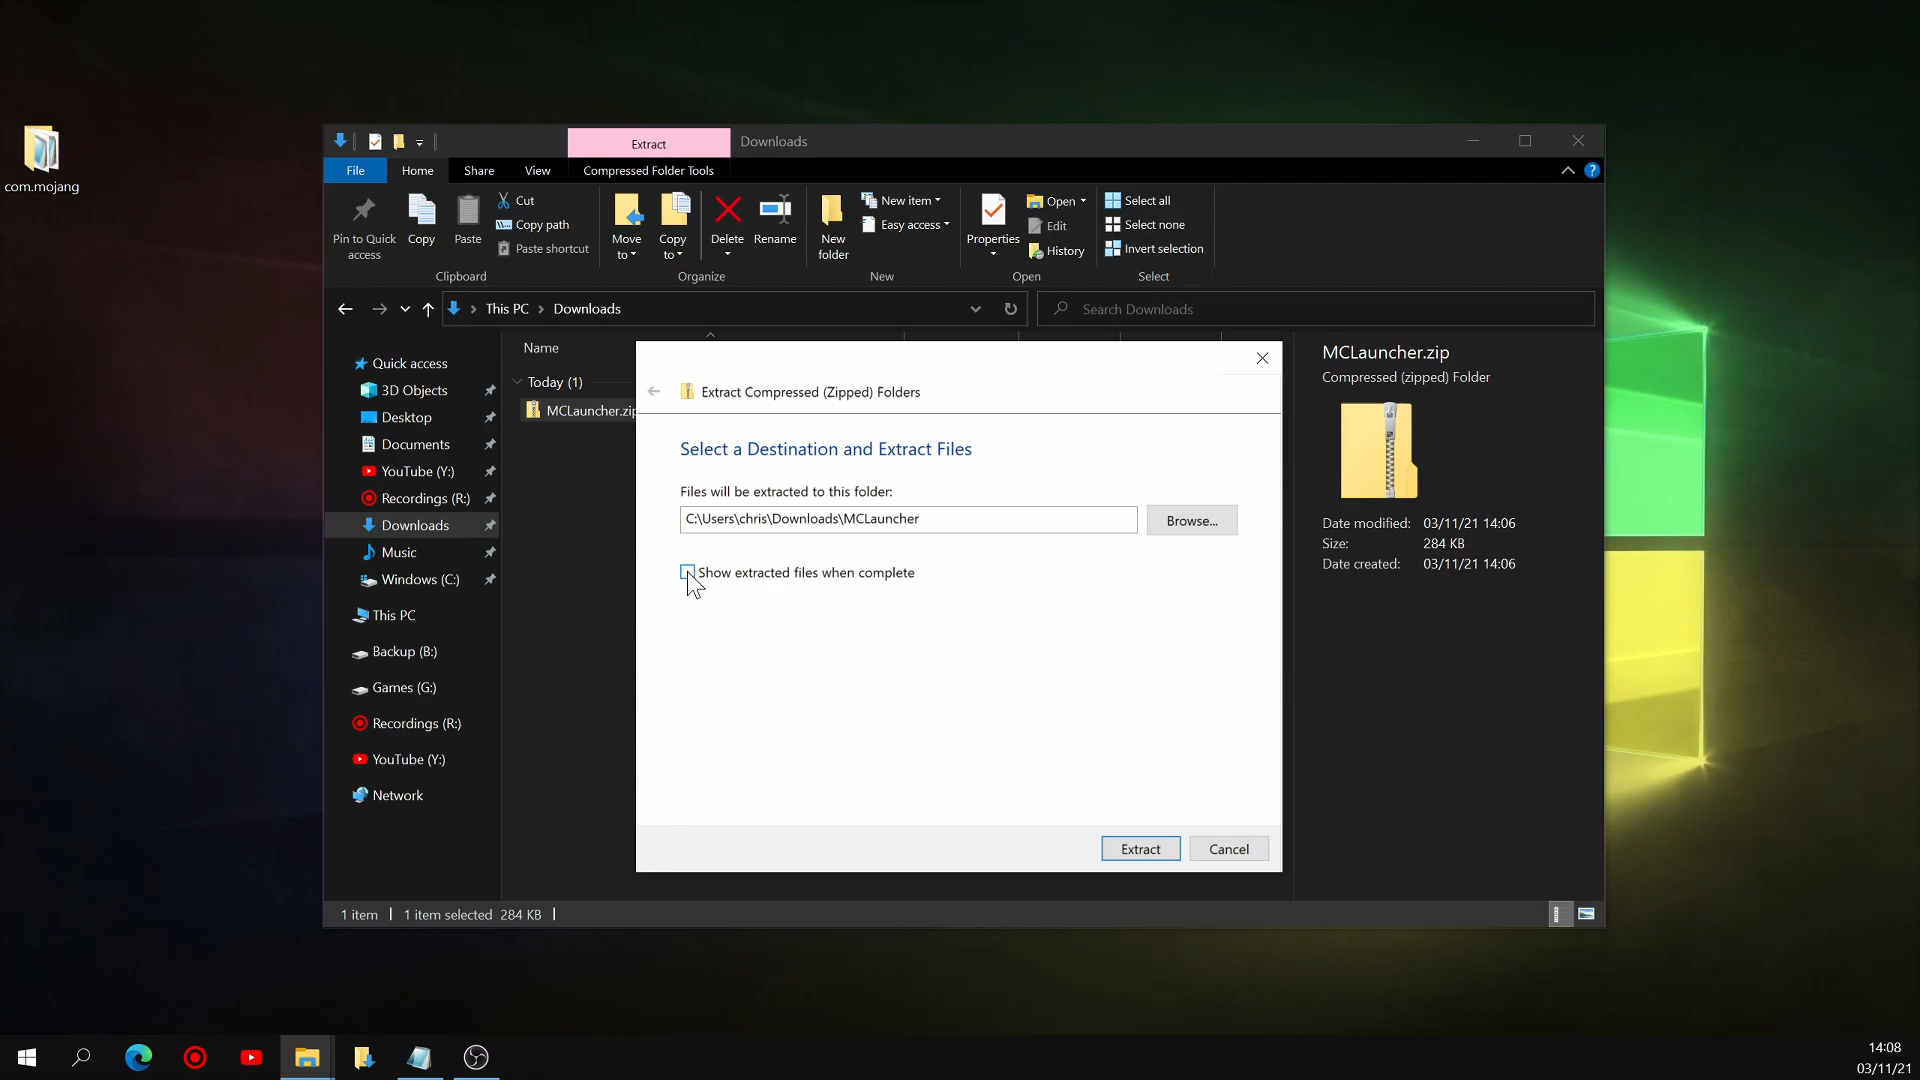 com.mojang
Extract
Downloads
File
Home
Share
View
Compressed Folder Tools
Pin to Quick
access
Copy
Paste
Cut
Copy path
Paste shortcut
Clipboard
Move
to
Copy
to
Delete
Rename
Organize
New
folder
New item
Easy access
New
Properties
Open
Edit
History
Open
Select all
Select none
Invert selection
Select
This PC
Downloads
Search Downloads
Quick access
3D Objects
Desktop
Documents
YouTube (Y:)
Recordings (R:)
Downloads
Music
Windows (C:)
This PC
Backup (B:)
Games (G:)
Recordings (R:)
YouTube (Y:)
Network
Name
Today (1)
MCLauncher.zip
Extract Compressed (Zipped) Folders
Select a Destination and Extract Files
Files will be extracted to this folder:
C:\Users\chris\Downloads\MCLauncher
Browse...
Show extracted files when complete
Extract
Cancel
MCLauncher.zip
Compressed (zipped) Folder
Date modified: 03/11/21 14:06
Size: 284 KB
Date created: 03/11/21 14:06
1 item
1 item selected 284 KB
14:08
03/11/21